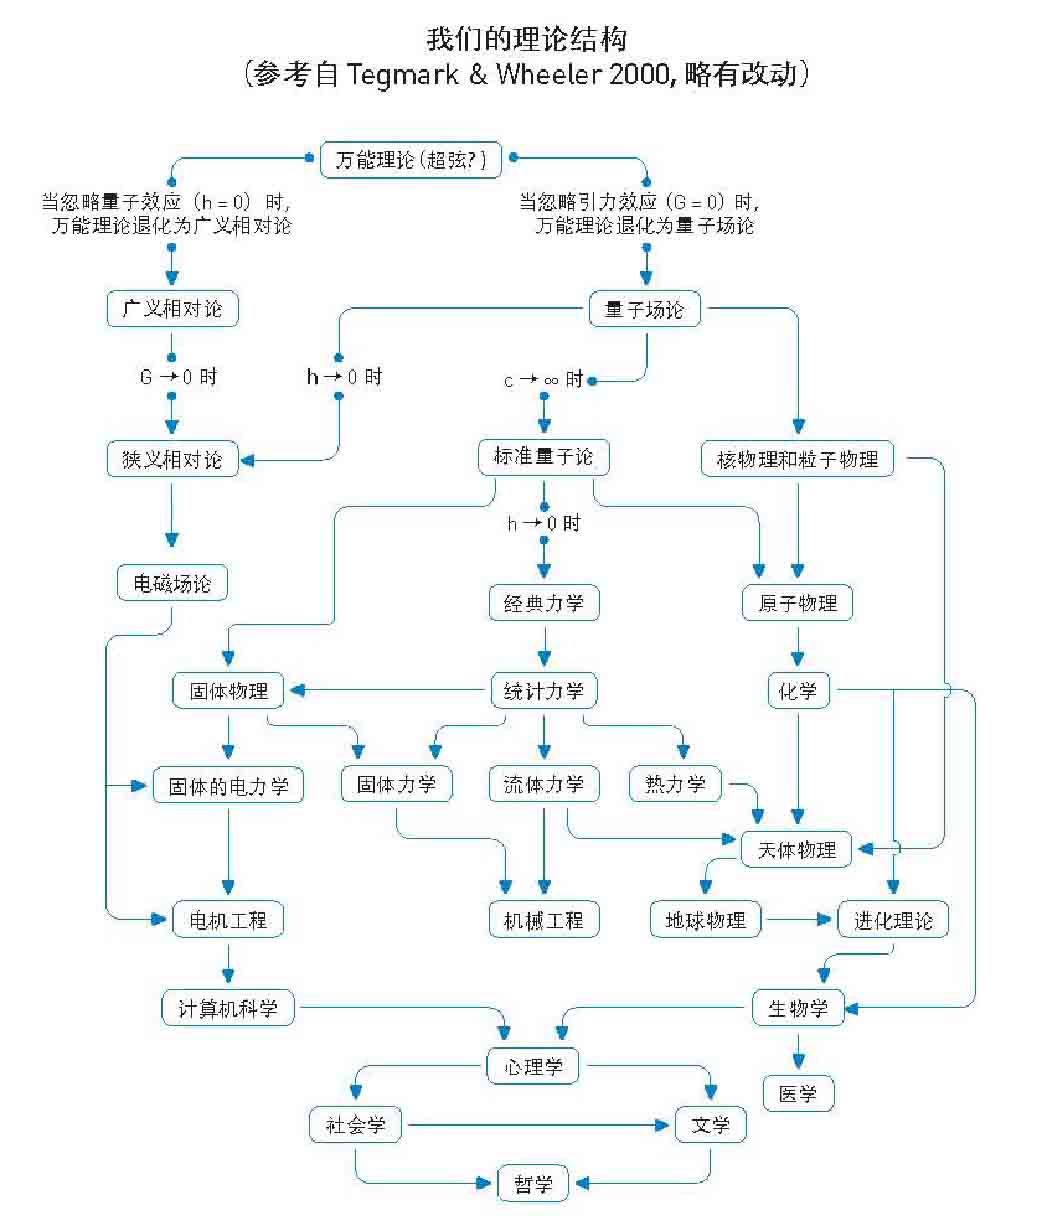 我们的理论结构
(参考自 Tegmark & Wheeler 2000, 略有改动)
万能理论(超弦?)
当忽略量子效应（h = 0）时,
万能理论退化为广义相对论
当忽略引力效应（G = 0）时,
万能理论退化为量子场论
广义相对论
量子场论
G → 0 时
h → 0 时
c → ∞ 时
狭义相对论
标准量子论
核物理和粒子物理
h → 0 时
电磁场论
经典力学
原子物理
固体物理
统计力学
化学
固体的电力学
固体力学
流体力学
热力学
天体物理
电机工程
机械工程
地球物理
进化理论
计算机科学
生物学
心理学
医学
社会学
文学
哲学